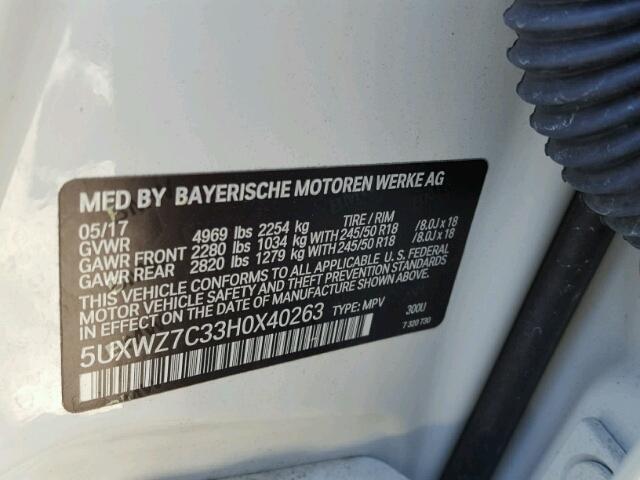 MFD BY BAYERISCHE MOTOREN WERKE AG
05/17 TIRE / RIM
GVWR 4969 lbs 2254 kg
GAWR FRONT 2280 lbs 1034 kg WITH 245/50 R18 /8.0J x 18
GAWR REAR 2820 lbs 1279 kg WITH 245/50 R18 /8.0J x 18
THIS VEHICLE CONFORMS TO ALL APPLICABLE U.S. FEDERAL
MOTOR VEHICLE SAFETY AND THEFT PREVENTION STANDARDS
IN EFFECT ON THE DATE OF MANUFACTURE SHOWN ABOVE.
5UXWZ7C33H0X40263 TYPE: MPV 300U
7 320 730